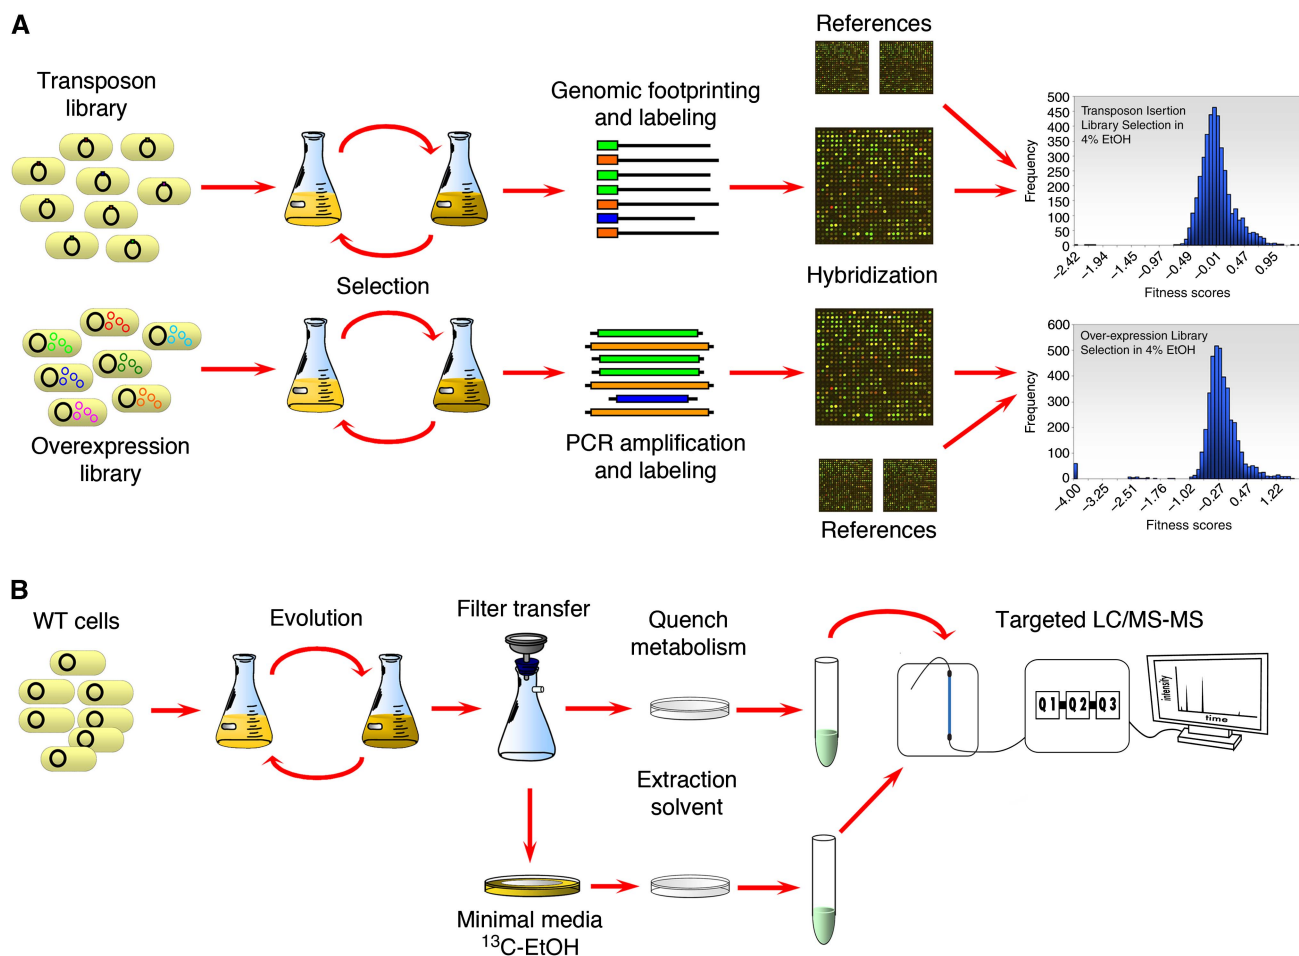 A
Transposon
library
Selection
Overexpression
library
Genomic footprinting
and labeling
PCR amplification
and labeling
References
Hybridization
References
Transposon Isertion
Library Selection in
4% EtOH
Frequency
500
450
400
350
300
250
200
150
100
50
0
−2.42
−1.94
−1.45
−0.97
−0.49
−0.01
0.47
0.95
Fitness scores
Over-expression Library
Selection in 4% EtOH
Frequency
600
500
400
300
200
100
0
−4.00
−3.25
−2.51
−1.76
−1.02
−0.27
0.47
1.22
Fitness scores
B
WT cells
Evolution
Filter transfer
Quench
metabolism
Extraction
solvent
Minimal media
¹³C-EtOH
Targeted LC/MS-MS
Q1 Q2 Q3
intensity
time